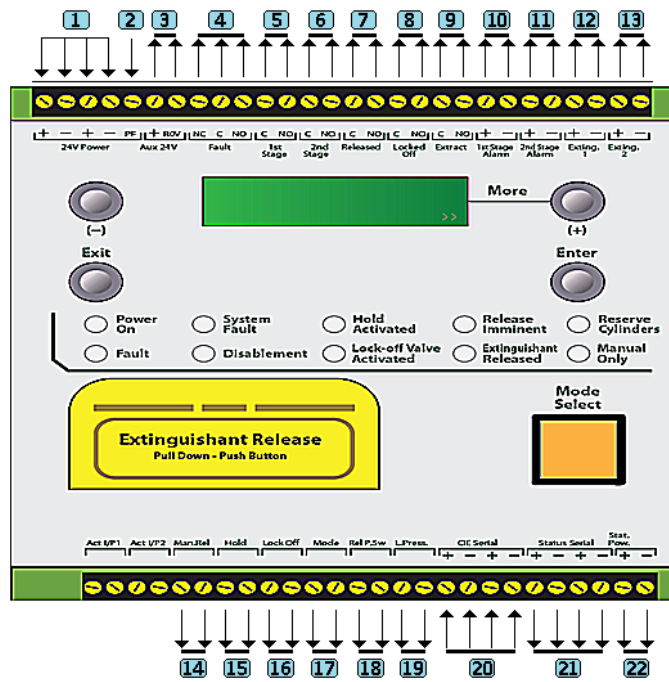 1 2 3 4 5 6 7 8 9 10 11 12 13
+ − + − PF + R0V NC C NO C NO C NO C NO C NO C NO + − + − + − + −
24V Power Aux 24V Fault 1st Stage 2nd Stage Released Locked Off Extract 1st Stage Alarm 2nd Stage Alarm Exting. 1 Exting. 2
More
>>
(−) (+)
Exit Enter
Power On System Fault Hold Activated Release Imminent Reserve Cylinders
Fault Disablement Lock-off Valve Activated Extinguishant Released Manual Only
Mode
Select
Extinguishant Release
Pull Down - Push Button
Act I/P1 Act I/P2 Man.Rel Hold Lock Off Mode Rel P.Sw L.Press. CIE Serial Status Serial Stat. Pow.
+ − + − + − + − + −
14 15 16 17 18 19 20 21 22